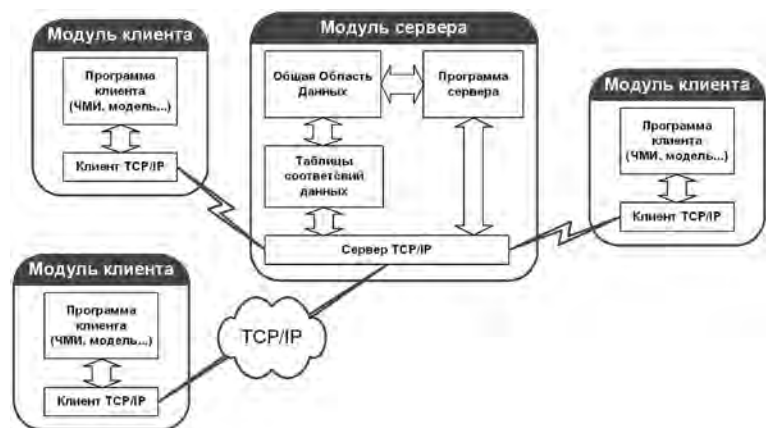 Модуль клиента
Программа
клиента
(ЧМИ, модель...)
Клиент TCP/IP
Модуль сервера
Общая Область
Данных
Программа
сервера
Таблицы
соответсвий
данных
Сервер TCP/IP
Модуль клиента
Программа
клиента
(ЧМИ, модель...)
Клиент TCP/IP
Модуль клиента
Программа
клиента
(ЧМИ, модель...)
Клиент TCP/IP
TCP/IP